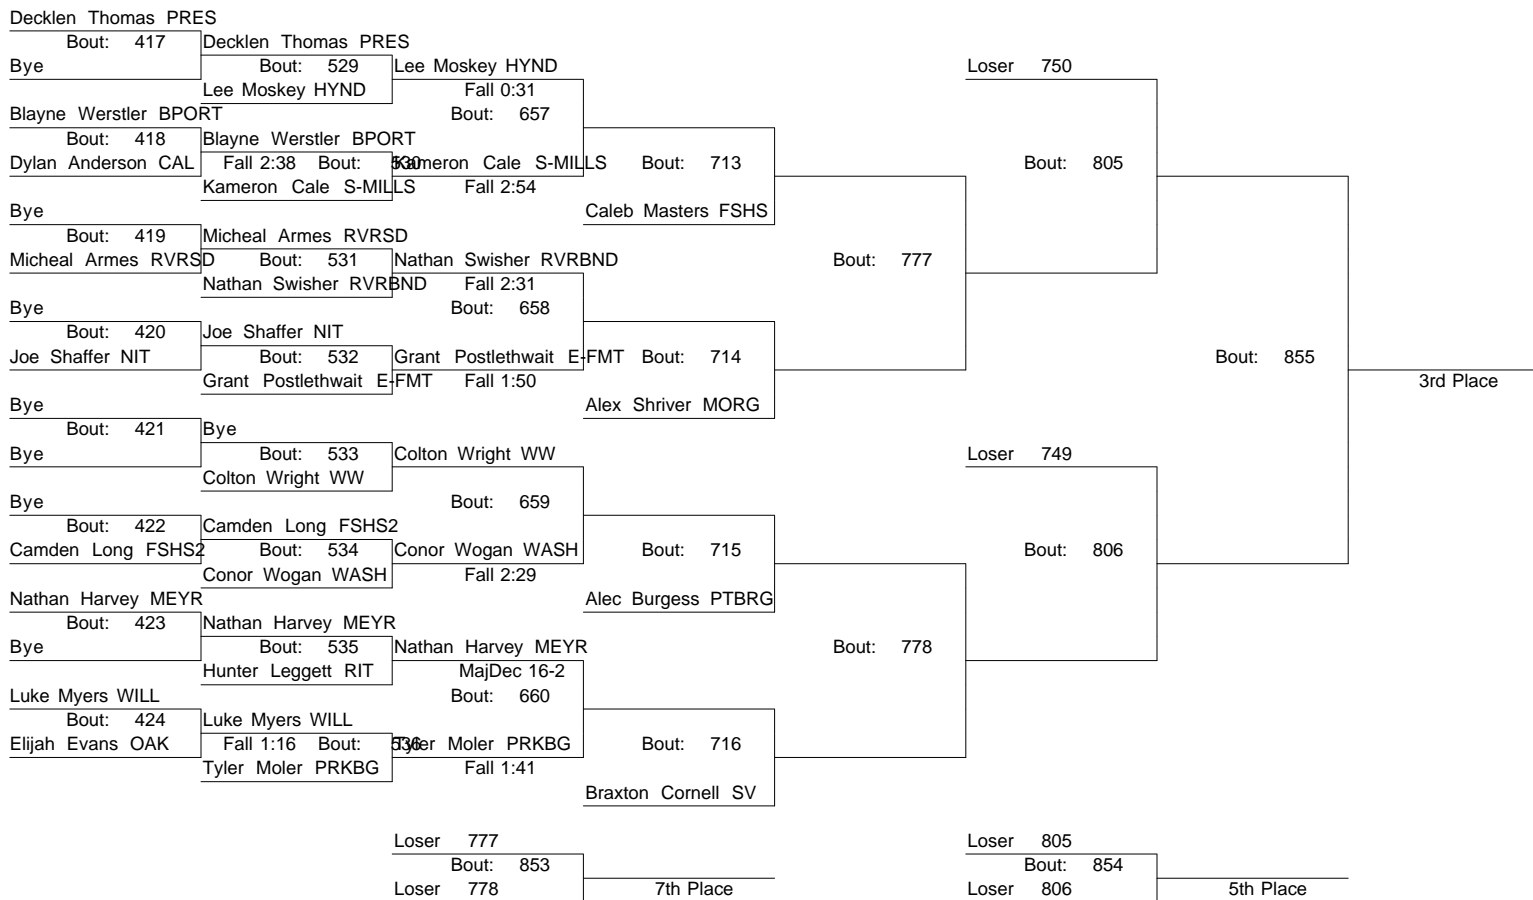 Decklen Thomas PRES
Bout: 417 Decklen Thomas PRES
Bye Bout: 529 Lee Moskey HYND Loser 750
Lee Moskey HYND Fall 0:31
Blayne Werstler BPORT Bout: 657
Bout: 418 Blayne Werstler BPORT
Dylan Anderson CAL Fall 2:38 Bout: 530 Kameron Cale S-MILLS Bout: 713 Bout: 805
Kameron Cale S-MILLS Fall 2:54
Bye Caleb Masters FSHS
Bout: 419 Micheal Armes RVRSD
Micheal Armes RVRSD Bout: 531 Nathan Swisher RVRBND Bout: 777
Nathan Swisher RVRBND Fall 2:31
Bye Bout: 658
Bout: 420 Joe Shaffer NIT
Joe Shaffer NIT Bout: 532 Grant Postlethwait E-FMT Bout: 714 Bout: 855
Grant Postlethwait E-FMT Fall 1:50 3rd Place
Bye Alex Shriver MORG
Bout: 421 Bye
Bye Bout: 533 Colton Wright WW Loser 749
Colton Wright WW
Bye Bout: 659
Bout: 422 Camden Long FSHS2
Camden Long FSHS2 Bout: 534 Conor Wogan WASH Bout: 715 Bout: 806
Conor Wogan WASH Fall 2:29
Nathan Harvey MEYR Alec Burgess PTBRG
Bout: 423 Nathan Harvey MEYR
Bye Bout: 535 Nathan Harvey MEYR Bout: 778
Hunter Leggett RIT MajDec 16-2
Luke Myers WILL Bout: 660
Bout: 424 Luke Myers WILL
Elijah Evans OAK Fall 1:16 Bout: 536 Tyler Moler PRKBG Bout: 716
Tyler Moler PRKBG Fall 1:41
Braxton Cornell SV
Loser 777 Loser 805
Bout: 853 Bout: 854
Loser 778 7th Place Loser 806 5th Place